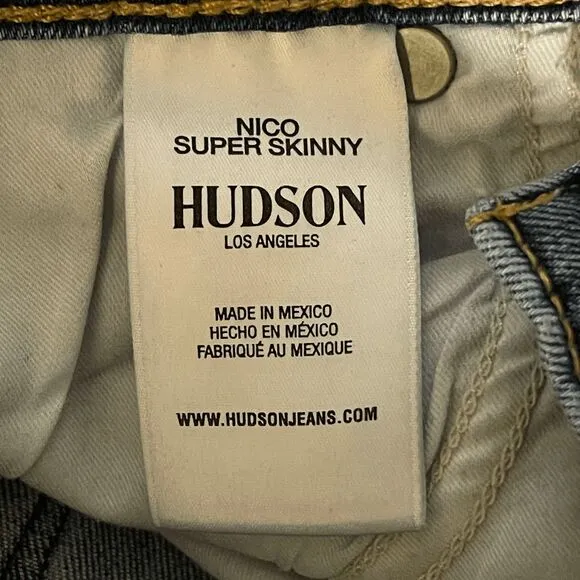 NICO
SUPER SKINNY
HUDSON
LOS ANGELES
MADE IN MEXICO
HECHO EN MÉXICO
FABRIQUÉ AU MEXIQUE
WWW.HUDSONJEANS.COM